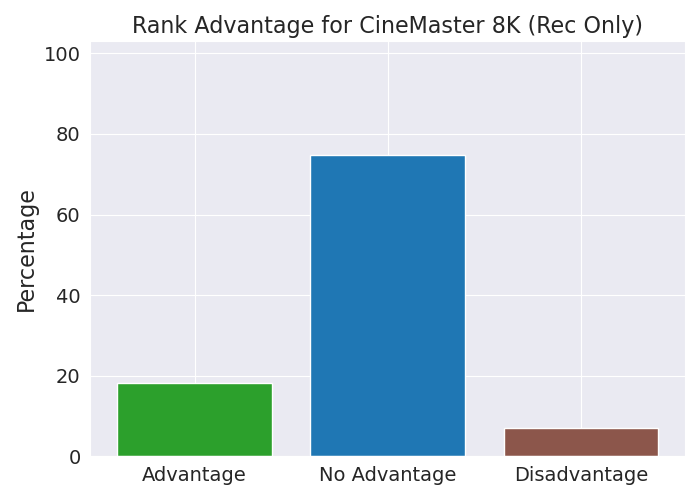 Rank Advantage for CineMaster 8K (Rec Only)
Percentage
100
80
60
40
20
0
Advantage
No Advantage
Disadvantage